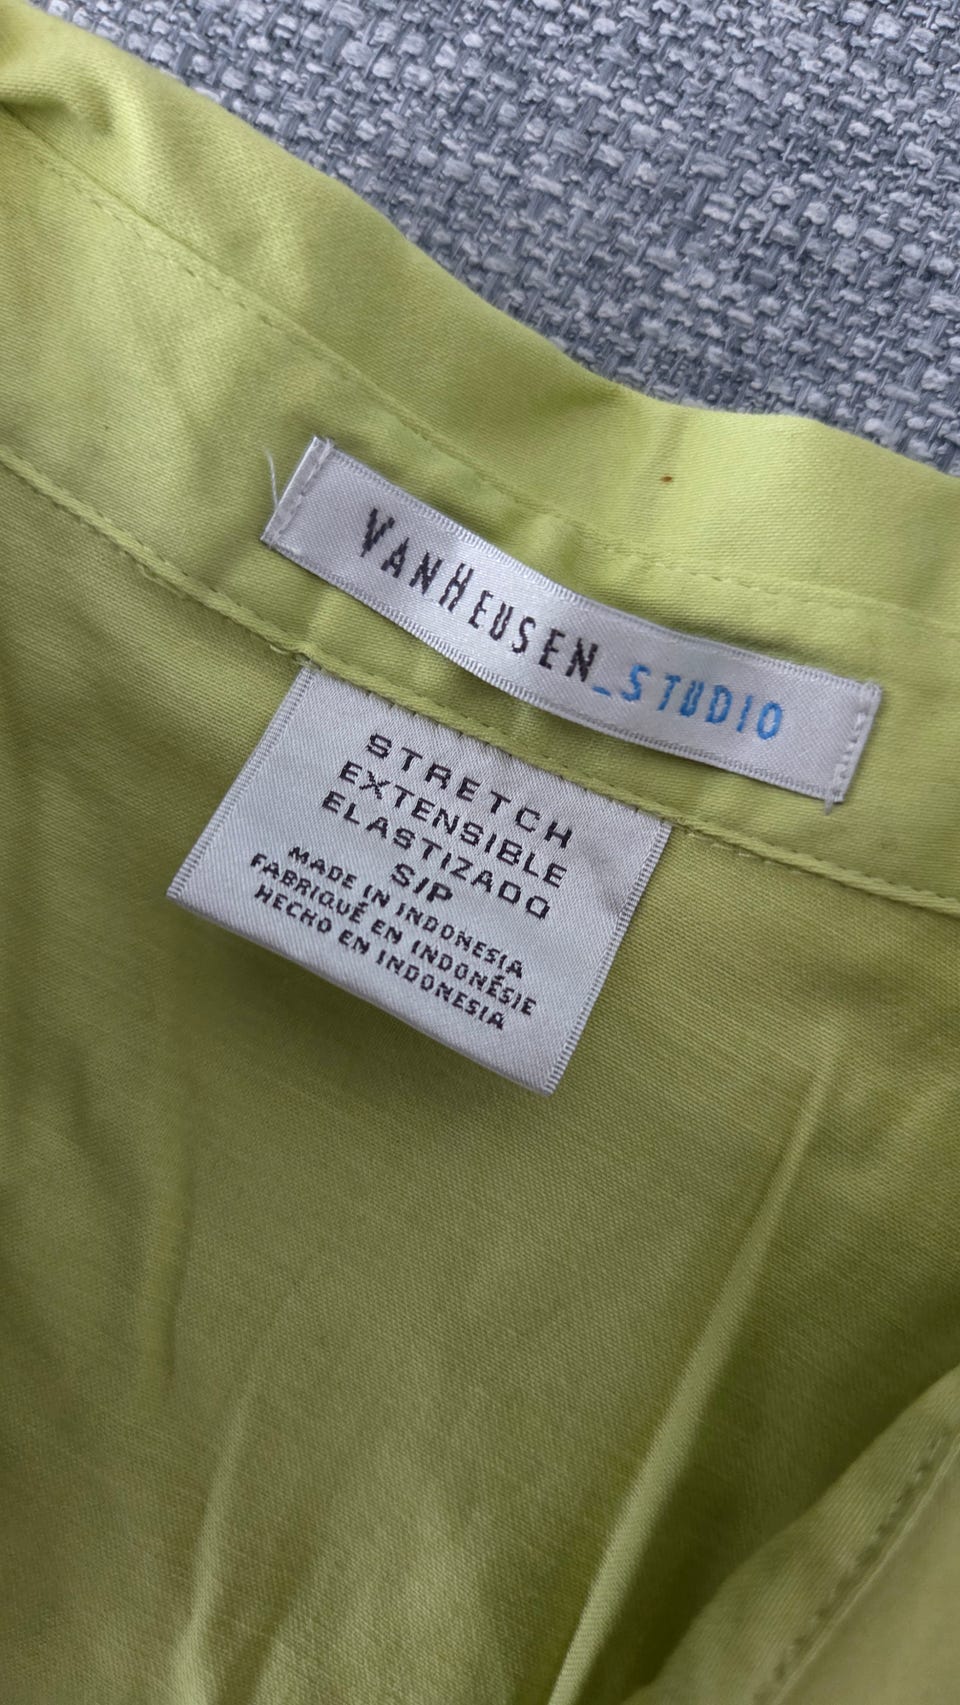 VANHEUSEN_STUDIO
STRETCH
EXTENSIBLE
ELASTIZADO
S/P
MADE IN INDONESIA
FABRIQUÉ EN INDONÉSIE
HECHO EN INDONESIA